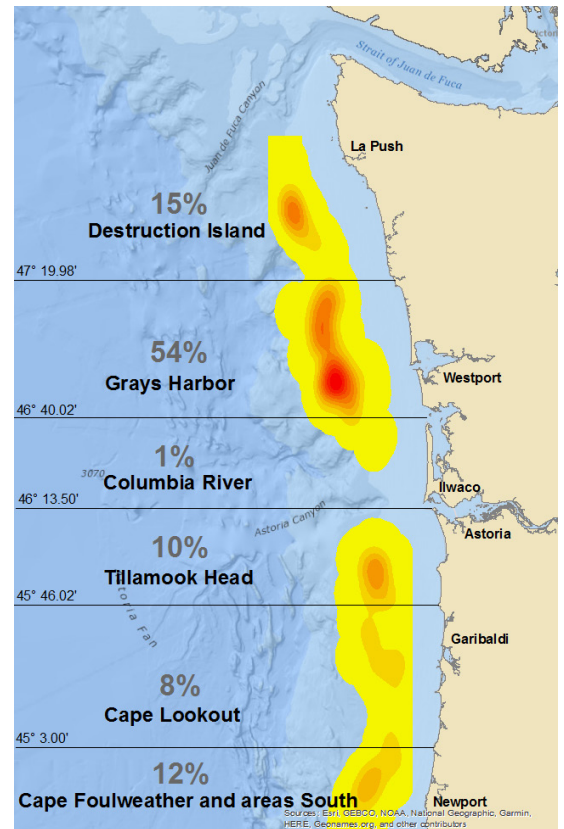 Strait of Juan de Fuca
Juan de Fuca Canyon
La Push
15%
Destruction Island
47° 19.98'
54%
Grays Harbor
Westport
46° 40.02'
1%
3070
Columbia River
Ilwaco
46° 13.50'
Astoria Canyon
Astoria
10%
Tillamook Head
45° 46.02'
Astoria Fan
Garibaldi
8%
Cape Lookout
45° 3.00'
12%
Cape Foulweather and areas South
Newport
Sources: Esri, GEBCO, NOAA, National Geographic, Garmin,
HERE, Geonames.org, and other contributors